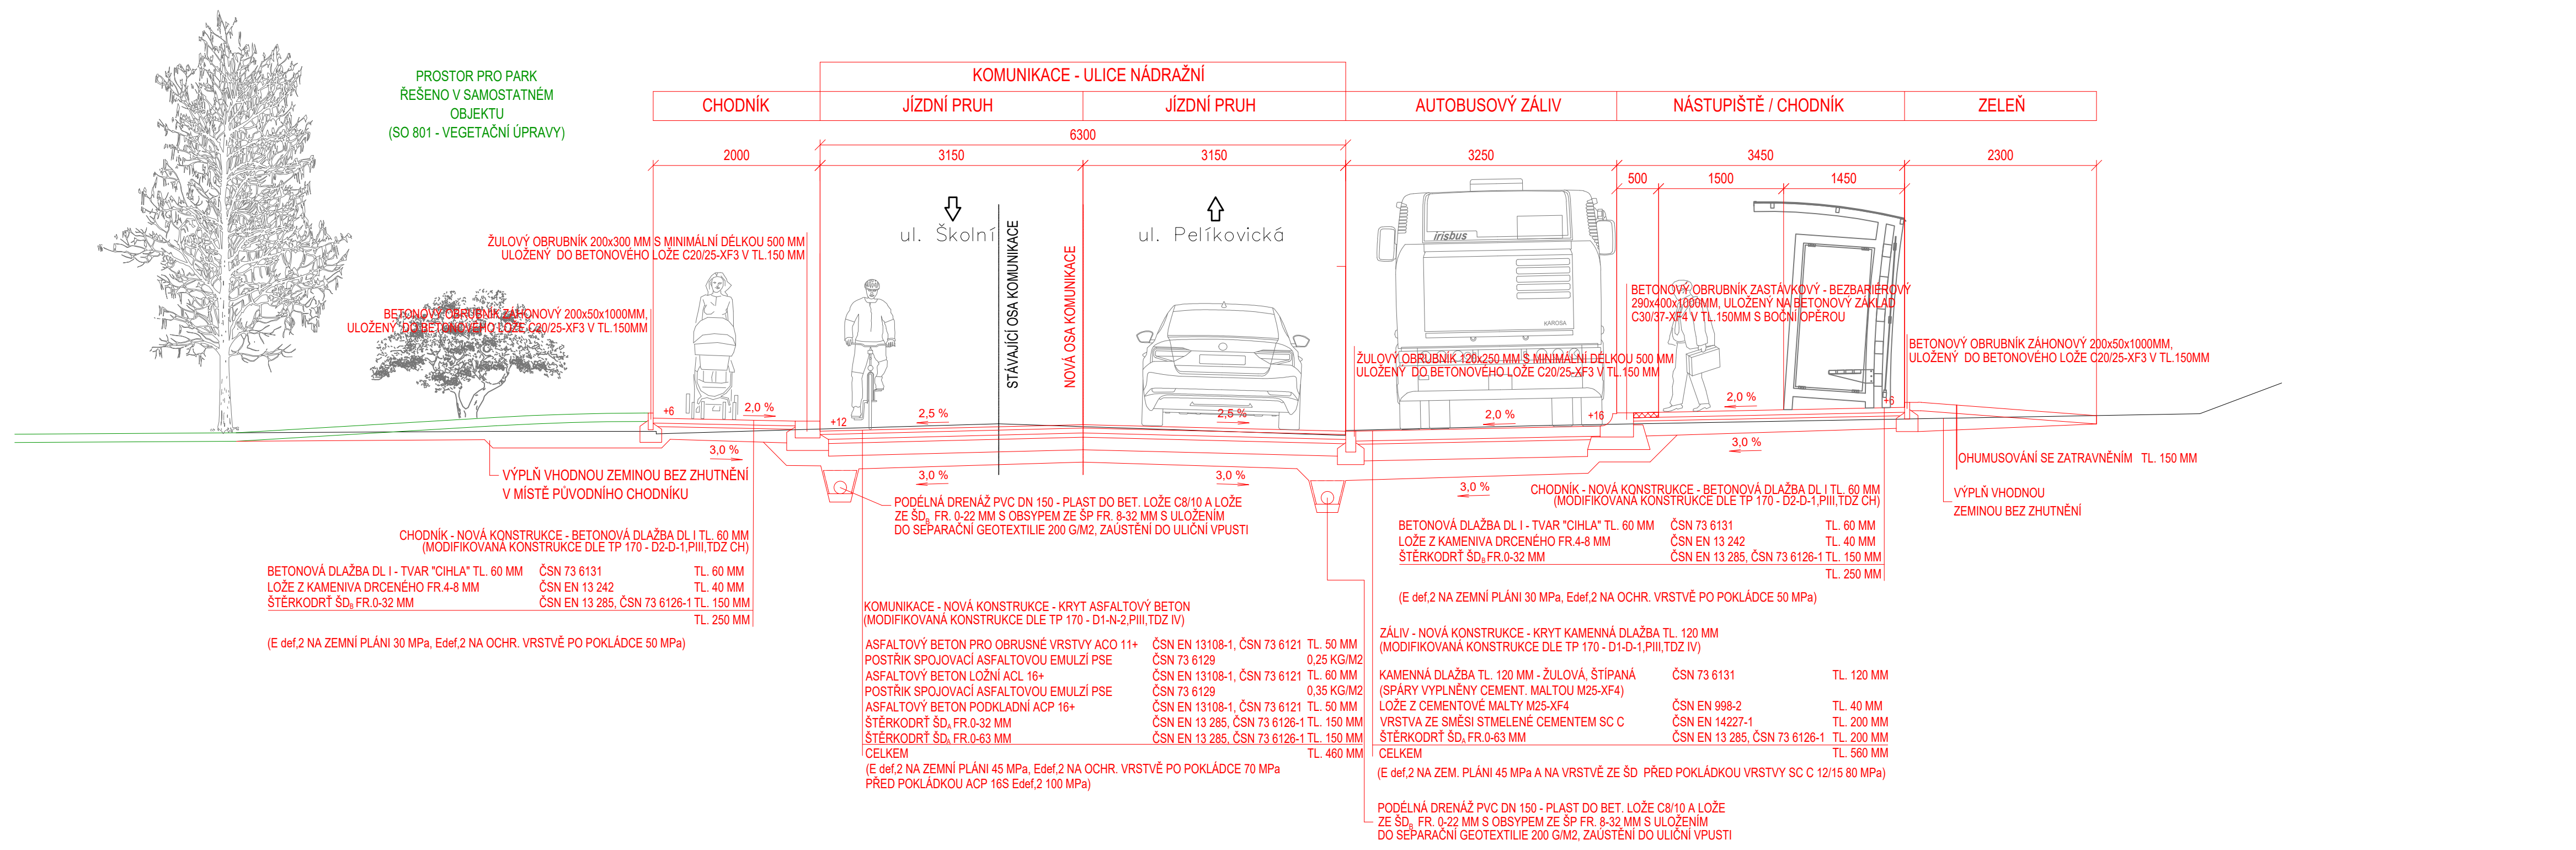 PROSTOR PRO PARK
ŘEŠENO V SAMOSTATNÉM
OBJEKTU
(SO 801 - VEGETAČNÍ ÚPRAVY)
KOMUNIKACE - ULICE NÁDRAŽNÍ
CHODNÍK
JÍZDNÍ PRUH
JÍZDNÍ PRUH
AUTOBUSOVÝ ZÁLIV
NÁSTUPIŠTĚ / CHODNÍK
ZELEŇ
6300
2000
3150
3150
3250
3450
2300
500
1500
1450
ul. Školní
ul. Pelíkovická
STÁVAJÍCÍ OSA KOMUNIKACE
NOVÁ OSA KOMUNIKACE
irisbus
KAROSA
ŽULOVÝ OBRUBNÍK 200x300 MM S MINIMÁLNÍ DÉLKOU 500 MM
ULOŽENÝ DO BETONOVÉHO LOŽE C20/25-XF3 V TL.150 MM
BETONOVÝ OBRUBNÍK ZÁHONOVÝ 200x50x1000MM,
ULOŽENÝ DO BETONOVÉHO LOŽE C20/25-XF3 V TL.150MM
BETONOVÝ OBRUBNÍK ZASTÁVKOVÝ - BEZBARIÉROVÝ
290x400x1000MM, ULOŽENÝ NA BETONOVÝ ZÁKLAD
C30/37-XF4 V TL.150MM S BOČNÍ OPĚROU
ŽULOVÝ OBRUBNÍK 120x250 MM S MINIMÁLNÍ DÉLKOU 500 MM
ULOŽENÝ DO BETONOVÉHO LOŽE C20/25-XF3 V TL.150 MM
BETONOVÝ OBRUBNÍK ZÁHONOVÝ 200x50x1000MM,
ULOŽENÝ DO BETONOVÉHO LOŽE C20/25-XF3 V TL.150MM
+6
2,0 %
+12
2,5 %
2,5 %
2,0 %
+16
2,0 %
+6
3,0 %
3,0 %
3,0 %
3,0 %
3,0 %
VÝPLŇ VHODNOU ZEMINOU BEZ ZHUTNĚNÍ
V MÍSTĚ PŮVODNÍHO CHODNÍKU
OHUMUSOVÁNÍ SE ZATRAVNĚNÍM TL. 150 MM
VÝPLŇ VHODNOU
ZEMINOU BEZ ZHUTNĚNÍ
PODÉLNÁ DRENÁŽ PVC DN 150 - PLAST DO BET. LOŽE C8/10 A LOŽE
ZE ŠDB FR. 0-22 MM S OBSYPEM ZE ŠP FR. 8-32 MM S ULOŽENÍM
DO SEPARAČNÍ GEOTEXTILIE 200 G/M2, ZAÚSTĚNÍ DO ULIČNÍ VPUSTI
CHODNÍK - NOVÁ KONSTRUKCE - BETONOVÁ DLAŽBA DL I TL. 60 MM
(MODIFIKOVANÁ KONSTRUKCE DLE TP 170 - D2-D-1,PIII,TDZ CH)
BETONOVÁ DLAŽBA DL I - TVAR "CIHLA" TL. 60 MM ČSN 73 6131 TL. 60 MM
LOŽE Z KAMENIVA DRCENÉHO FR.4-8 MM ČSN EN 13 242 TL. 40 MM
ŠTĚRKODRŤ ŠDB FR.0-32 MM ČSN EN 13 285, ČSN 73 6126-1 TL. 150 MM
TL. 250 MM
(E def,2 NA ZEMNÍ PLÁNI 30 MPa, Edef,2 NA OCHR. VRSTVĚ PO POKLÁDCE 50 MPa)
KOMUNIKACE - NOVÁ KONSTRUKCE - KRYT ASFALTOVÝ BETON
(MODIFIKOVANÁ KONSTRUKCE DLE TP 170 - D1-N-2,PIII,TDZ IV)
ASFALTOVÝ BETON PRO OBRUSNÉ VRSTVY ACO 11+ ČSN EN 13108-1, ČSN 73 6121 TL. 50 MM
POSTŘIK SPOJOVACÍ ASFALTOVOU EMULZÍ PSE ČSN 73 6129 0,25 KG/M2
ASFALTOVÝ BETON LOŽNÍ ACL 16+ ČSN EN 13108-1, ČSN 73 6121 TL. 60 MM
POSTŘIK SPOJOVACÍ ASFALTOVOU EMULZÍ PSE ČSN 73 6129 0,35 KG/M2
ASFALTOVÝ BETON PODKLADNÍ ACP 16+ ČSN EN 13108-1, ČSN 73 6121 TL. 50 MM
ŠTĚRKODRŤ ŠDA FR.0-32 MM ČSN EN 13 285, ČSN 73 6126-1 TL. 150 MM
ŠTĚRKODRŤ ŠDA FR.0-63 MM ČSN EN 13 285, ČSN 73 6126-1 TL. 150 MM
CELKEM TL. 460 MM
(E def,2 NA ZEMNÍ PLÁNI 45 MPa, Edef,2 NA OCHR. VRSTVĚ PO POKLÁDCE 70 MPa
PŘED POKLÁDKOU ACP 16S Edef,2 100 MPa)
CHODNÍK - NOVÁ KONSTRUKCE - BETONOVÁ DLAŽBA DL I TL. 60 MM
(MODIFIKOVANÁ KONSTRUKCE DLE TP 170 - D2-D-1,PIII,TDZ CH)
BETONOVÁ DLAŽBA DL I - TVAR "CIHLA" TL. 60 MM ČSN 73 6131 TL. 60 MM
LOŽE Z KAMENIVA DRCENÉHO FR.4-8 MM ČSN EN 13 242 TL. 40 MM
ŠTĚRKODRŤ ŠDB FR.0-32 MM ČSN EN 13 285, ČSN 73 6126-1 TL. 150 MM
TL. 250 MM
(E def,2 NA ZEMNÍ PLÁNI 30 MPa, Edef,2 NA OCHR. VRSTVĚ PO POKLÁDCE 50 MPa)
ZÁLIV - NOVÁ KONSTRUKCE - KRYT KAMENNÁ DLAŽBA TL. 120 MM
(MODIFIKOVANÁ KONSTRUKCE DLE TP 170 - D1-D-1,PIII,TDZ IV)
KAMENNÁ DLAŽBA TL. 120 MM - ŽULOVÁ, ŠTÍPANÁ ČSN 73 6131 TL. 120 MM
(SPÁRY VYPLNĚNY CEMENT. MALTOU M25-XF4)
LOŽE Z CEMENTOVÉ MALTY M25-XF4 ČSN EN 998-2 TL. 40 MM
VRSTVA ZE SMĚSI STMELENÉ CEMENTEM SC C ČSN EN 14227-1 TL. 200 MM
ŠTĚRKODRŤ ŠDA FR.0-63 MM ČSN EN 13 285, ČSN 73 6126-1 TL. 200 MM
CELKEM TL. 560 MM
(E def,2 NA ZEM. PLÁNI 45 MPa A NA VRSTVĚ ZE ŠD PŘED POKLÁDKOU VRSTVY SC C 12/15 80 MPa)
PODÉLNÁ DRENÁŽ PVC DN 150 - PLAST DO BET. LOŽE C8/10 A LOŽE
ZE ŠDB FR. 0-22 MM S OBSYPEM ZE ŠP FR. 8-32 MM S ULOŽENÍM
DO SEPARAČNÍ GEOTEXTILIE 200 G/M2, ZAÚSTĚNÍ DO ULIČNÍ VPUSTI